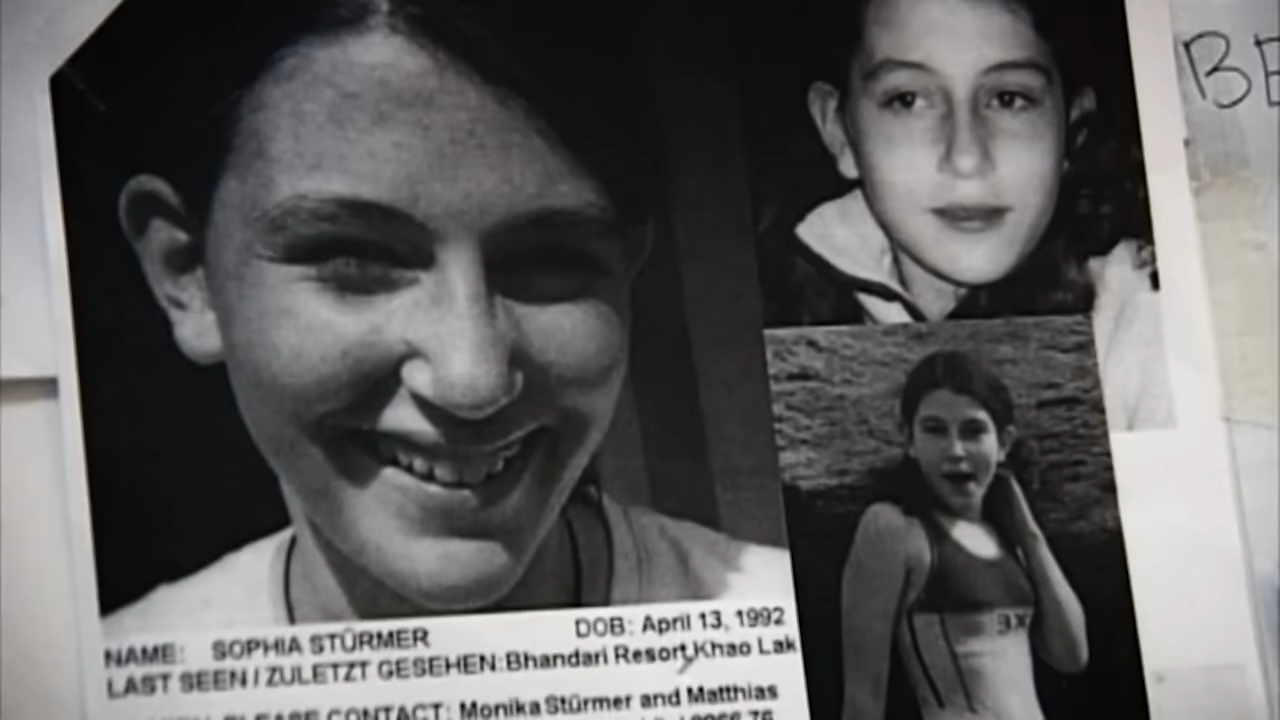 NAME: SOPHIA STÜRMER DOB: April 13, 1992
LAST SEEN / ZULETZT GESEHEN: Bhandari Resort, Khao Lak
PLEASE CONTACT: Monika Stürmer and Matthias
3X
BE